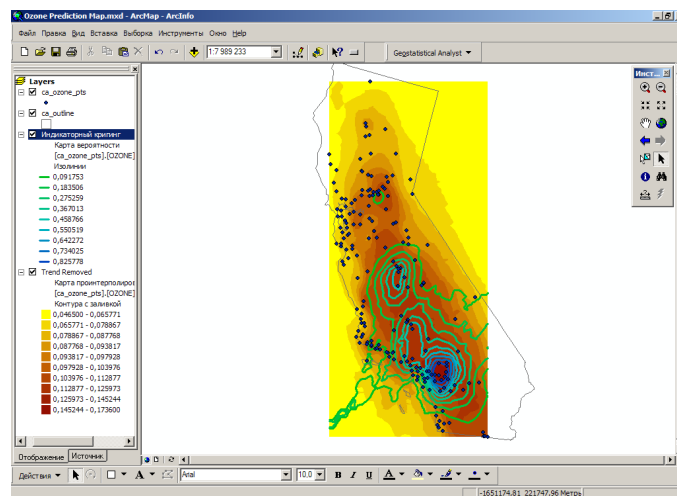 Ozone Prediction Map.mxd - ArcMap - ArcInfo
Файл Правка Вид Вставка Выборка Инструменты Окно Help
1:7 989 233
Geostatistical Analyst
Layers
ca_ozone_pts
ca_outline
Индикаторный кригинг
Карта вероятности
[ca_ozone_pts].[OZONE]
Изолинии
0,091753
0,183506
0,275259
0,367013
0,458766
0,550519
0,642272
0,734025
0,825778
Trend Removed
Карта проинтерполиров
[ca_ozone_pts].[OZONE]
Контура с заливкой
0,046500 - 0,065771
0,065771 - 0,078867
0,078867 - 0,087768
0,087768 - 0,093817
0,093817 - 0,097928
0,097928 - 0,103976
0,103976 - 0,112877
0,112877 - 0,125973
0,125973 - 0,145244
0,145244 - 0,173600
Инст...
Отображение Источник
Действия
Arial
10,0
B I U A
-1651174,81 221747,96 Метры